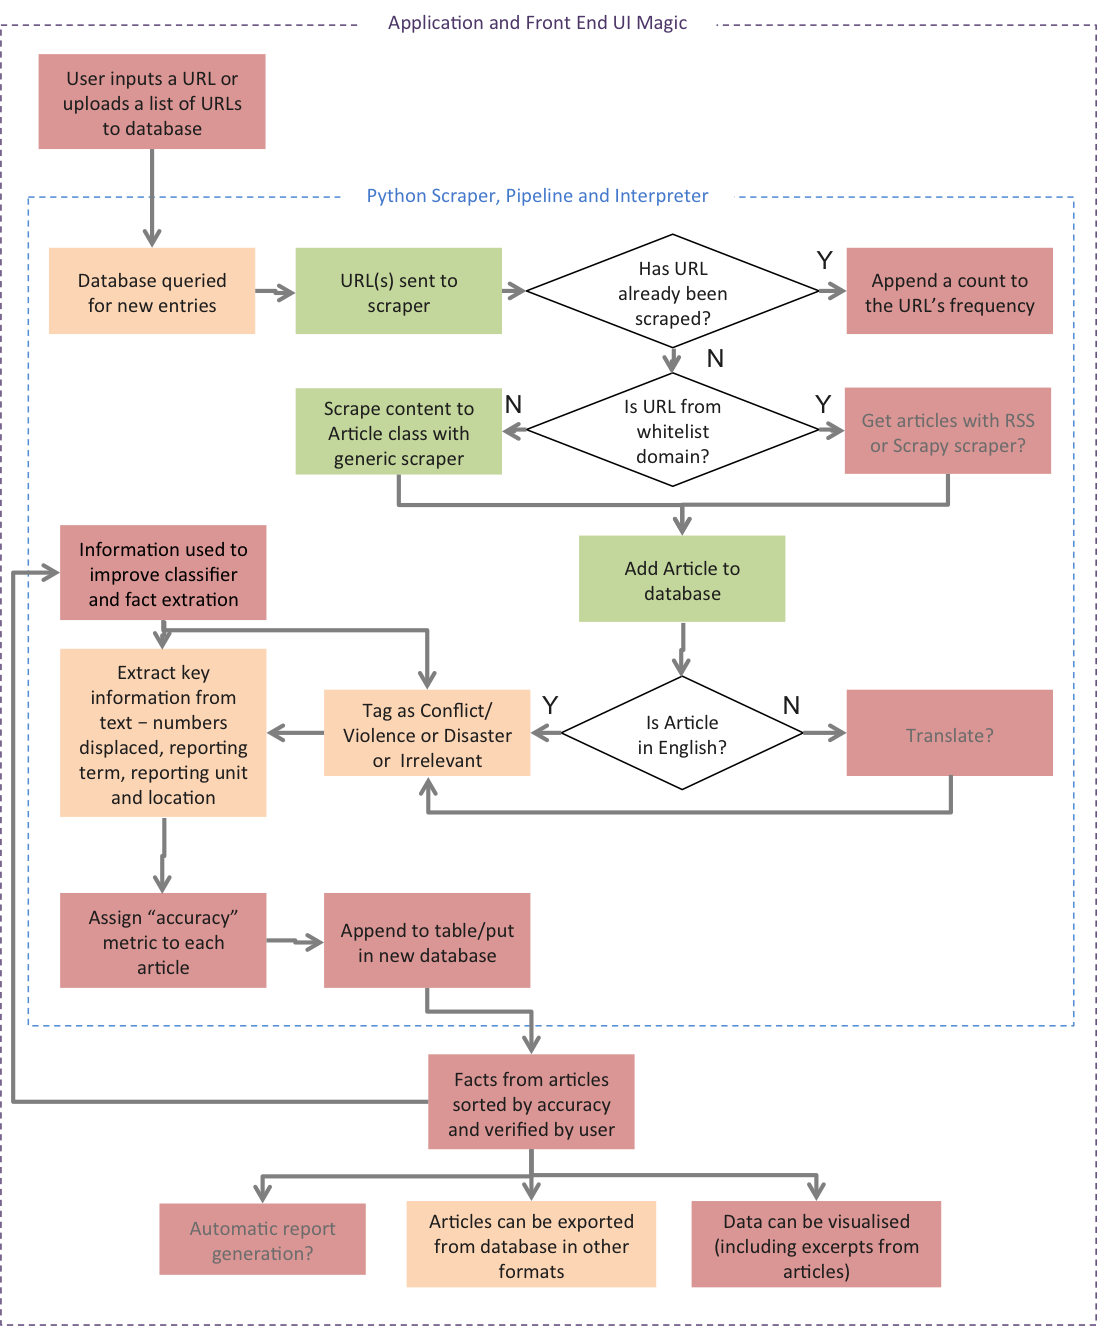 Application and Front End UI Magic
User inputs a URL or
uploads a list of URLs
to database
Python Scraper, Pipeline and Interpreter
Database queried
for new entries
URL(s) sent to
scraper
Has URL
already been
scraped?
Y
Append a count to
the URL's frequency
N
Scrape content to
Article class with
generic scraper
N
Is URL from
whitelist
domain?
Y
Get articles with RSS
or Scrapy scraper?
Information used to
improve classifier
and fact extration
Add Article to
database
Extract key
information from
text – numbers
displaced, reporting
term, reporting unit
and location
Tag as Conflict/
Violence or Disaster
or Irrelevant
Y
Is Article
in English?
N
Translate?
Assign “accuracy”
metric to each
article
Append to table/put
in new database
Facts from articles
sorted by accuracy
and verified by user
Automatic report
generation?
Articles can be exported
from database in other
formats
Data can be visualised
(including excerpts from
articles)